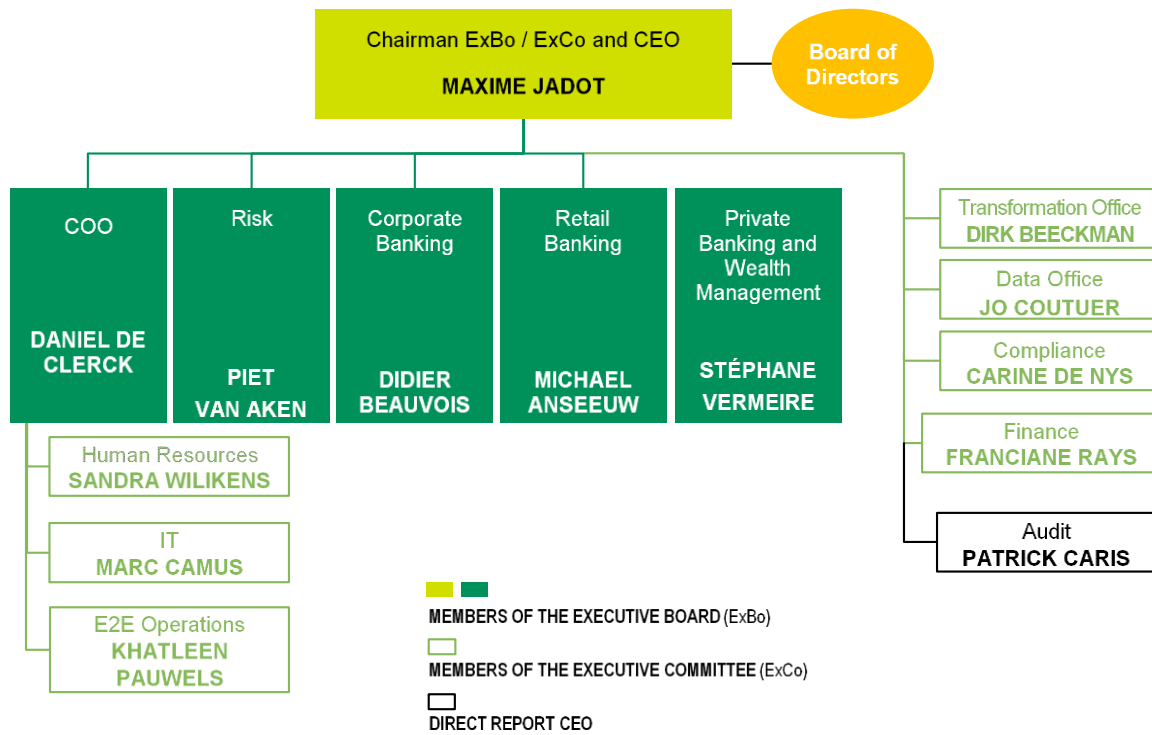 Chairman ExBo / ExCo and CEO
MAXIME JADOT
Board of
Directors
COO
DANIEL DE
CLERCK
Risk
PIET
VAN AKEN
Corporate
Banking
DIDIER
BEAUVOIS
Retail
Banking
MICHAEL
ANSEEUW
Private
Banking and
Wealth
Management
STÉPHANE
VERMEIRE
Transformation Office
DIRK BEECKMAN
Data Office
JO COUTUER
Compliance
CARINE DE NYS
Finance
FRANCIANE RAYS
Audit
PATRICK CARIS
Human Resources
SANDRA WILIKENS
IT
MARC CAMUS
E2E Operations
KHATLEEN
PAUWELS
MEMBERS OF THE EXECUTIVE BOARD (ExBo)
MEMBERS OF THE EXECUTIVE COMMITTEE (ExCo)
DIRECT REPORT CEO